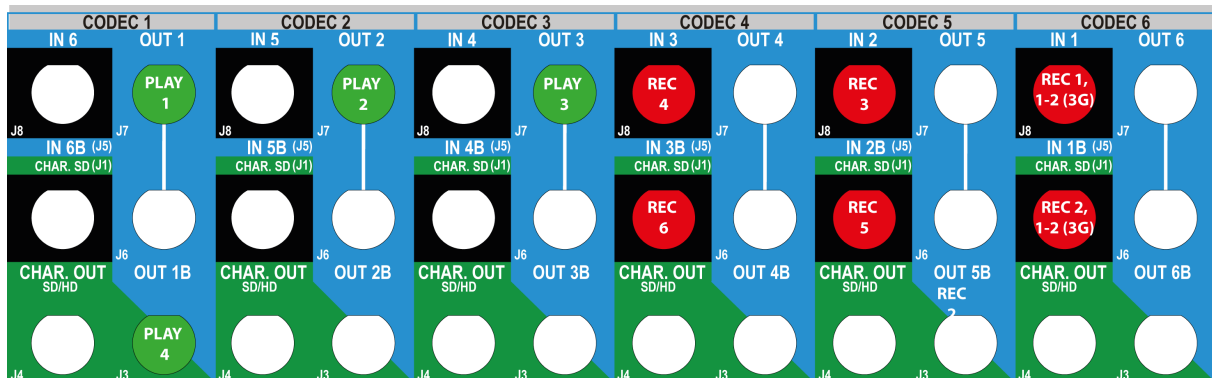 CODEC 1 CODEC 2 CODEC 3 CODEC 4 CODEC 5 CODEC 6
IN 6 OUT 1 IN 5 OUT 2 IN 4 OUT 3 IN 3 OUT 4 IN 2 OUT 5 IN 1 OUT 6
PLAY PLAY PLAY REC REC REC 1,
1 2 3 4 3 1-2 (3G)
J8 J7 J8 J7 J8 J7 J8 J7 J8 J7 J8 J7
IN 6B (J5) IN 5B (J5) IN 4B (J5) IN 3B (J5) IN 2B (J5) IN 1B (J5)
CHAR. SD (J1) CHAR. SD (J1) CHAR. SD (J1) CHAR. SD (J1) CHAR. SD (J1) CHAR. SD (J1)
REC REC REC 2,
6 5 1-2 (3G)
J6 J6 J6 J6 J6 J6
CHAR. OUT OUT 1B CHAR. OUT OUT 2B CHAR. OUT OUT 3B CHAR. OUT OUT 4B CHAR. OUT OUT 5B CHAR. OUT OUT 6B
SD/HD SD/HD SD/HD SD/HD SD/HD REC SD/HD
2
PLAY
4
J4 J3 J4 J3 J4 J3 J4 J3 J4 J3 J4 J3